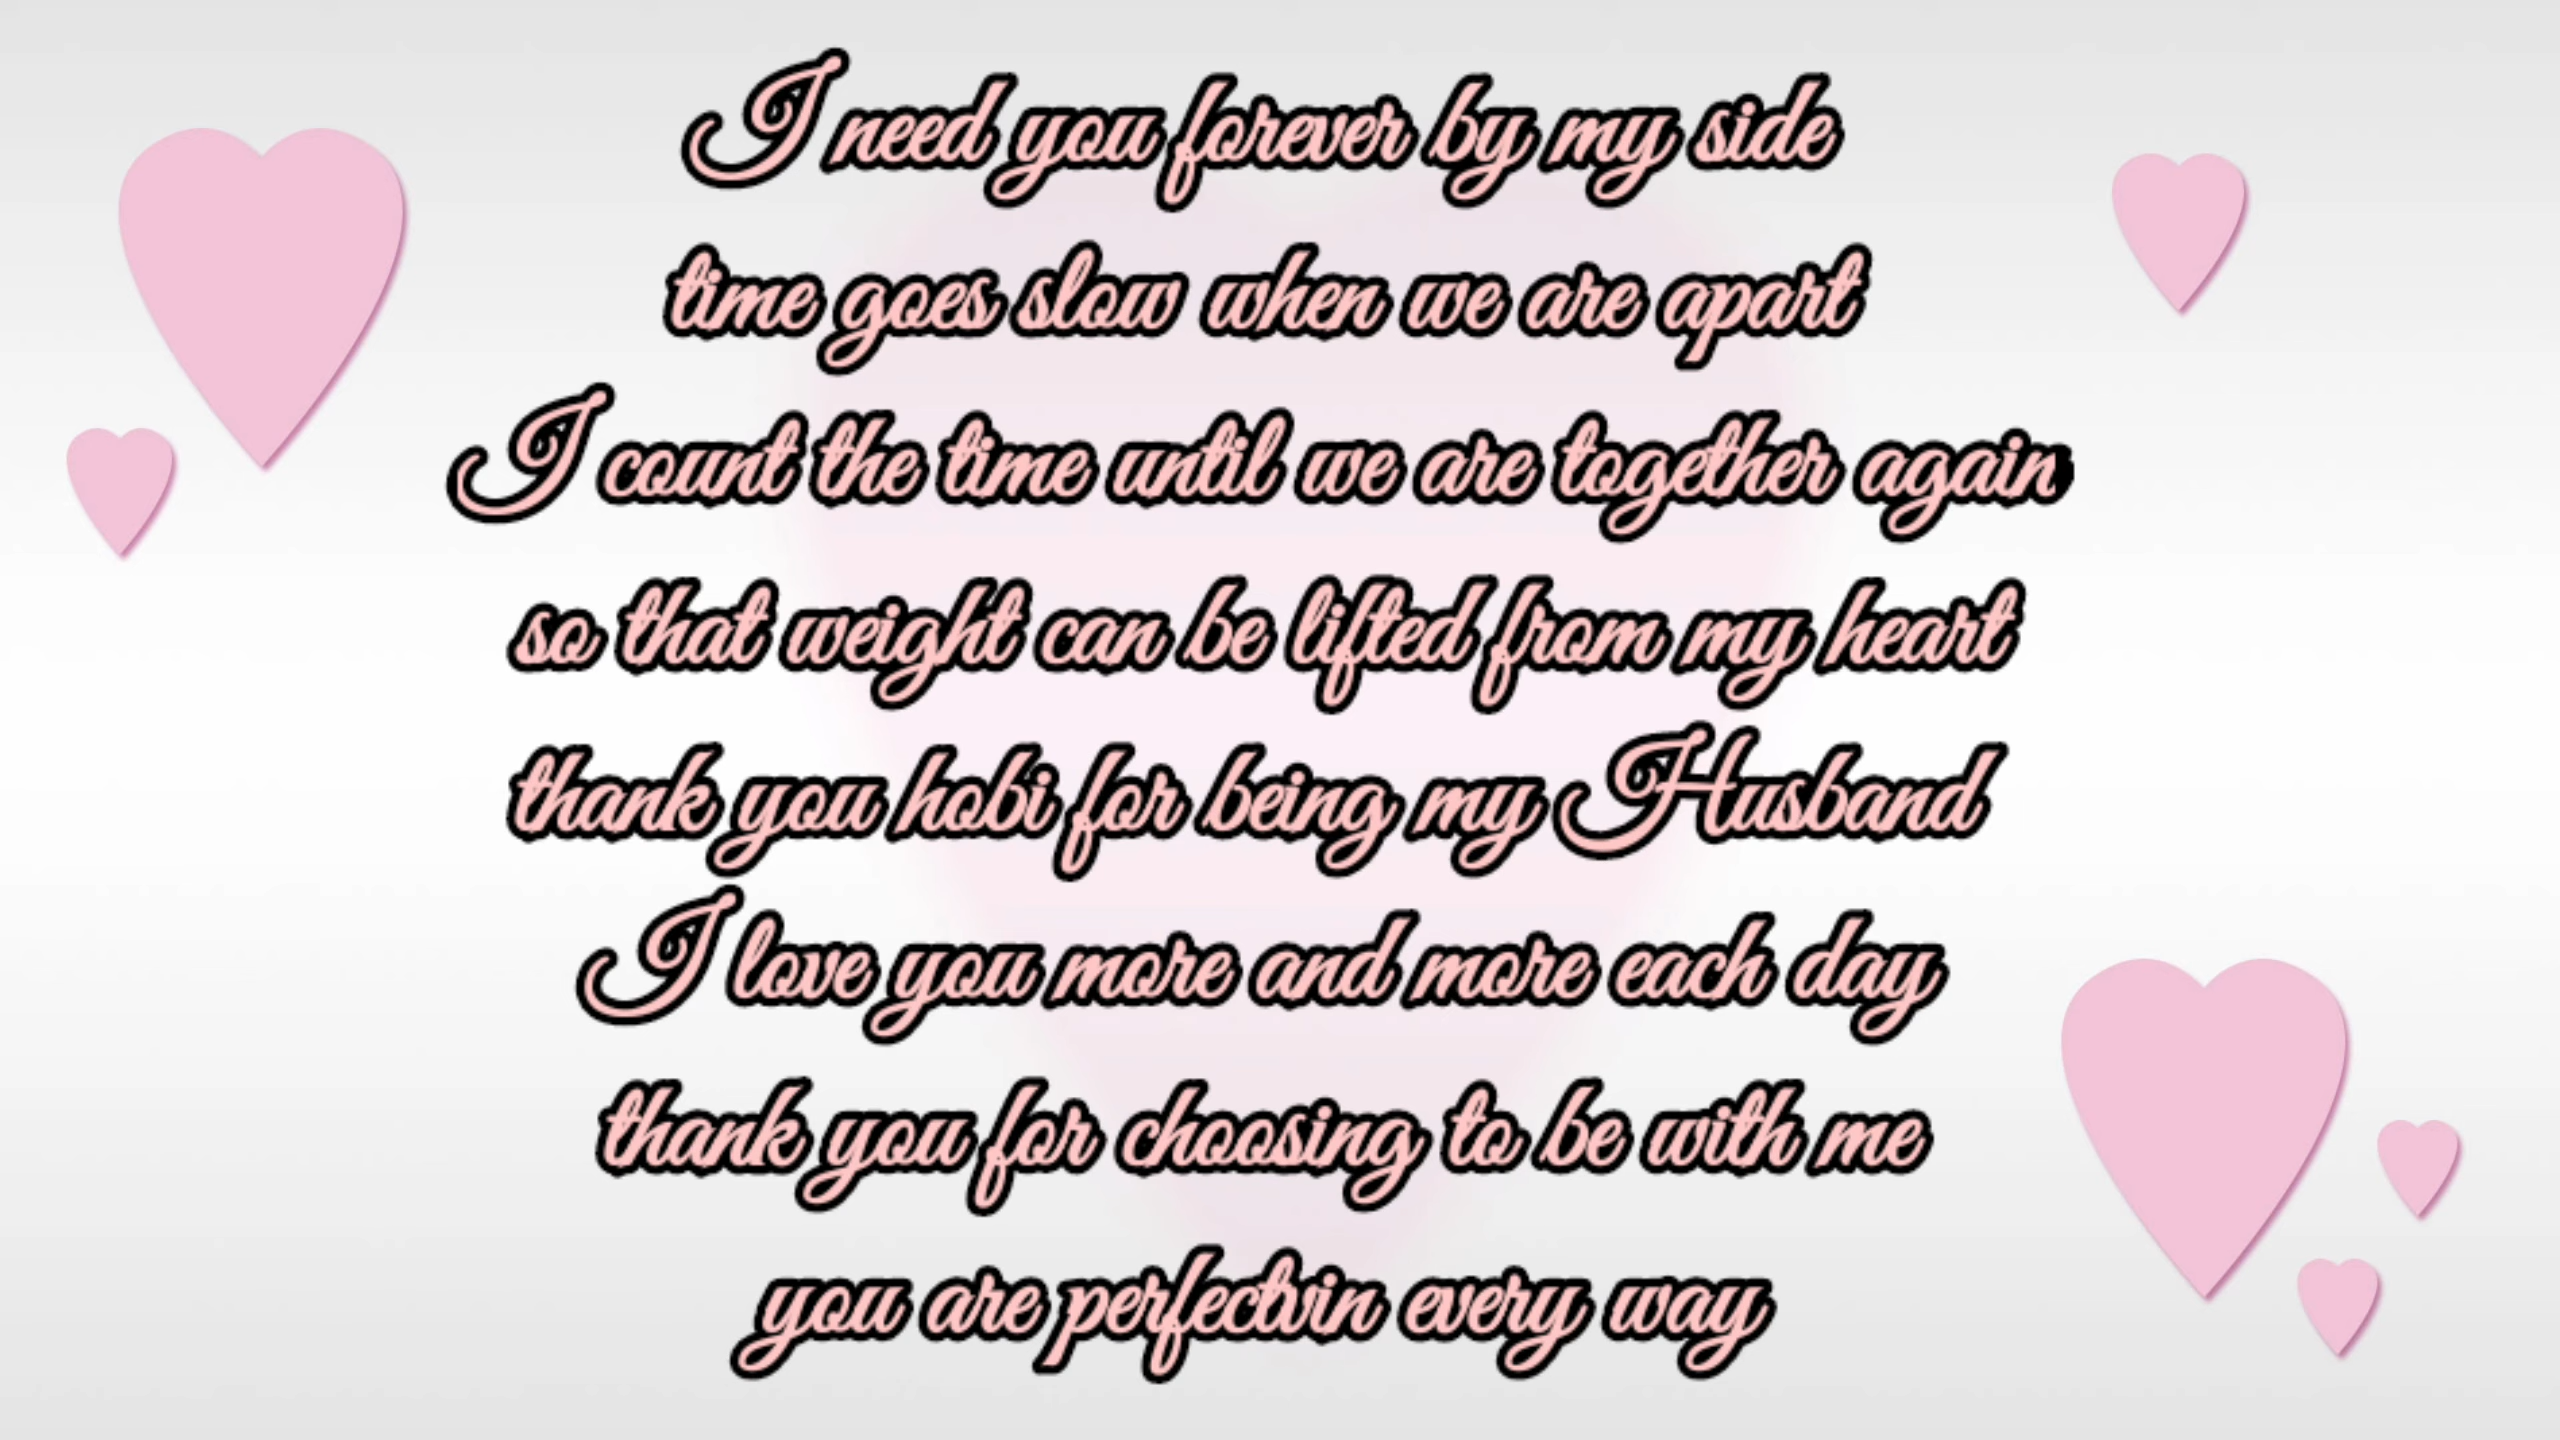 I need you forever by my side
time goes slow when we are apart
I count the time until we are together again
so that weight can be lifted from my heart
thank you hobi for being my Husband
I love you more and more each day
thank you for choosing to be with me
you are perfectvin every way